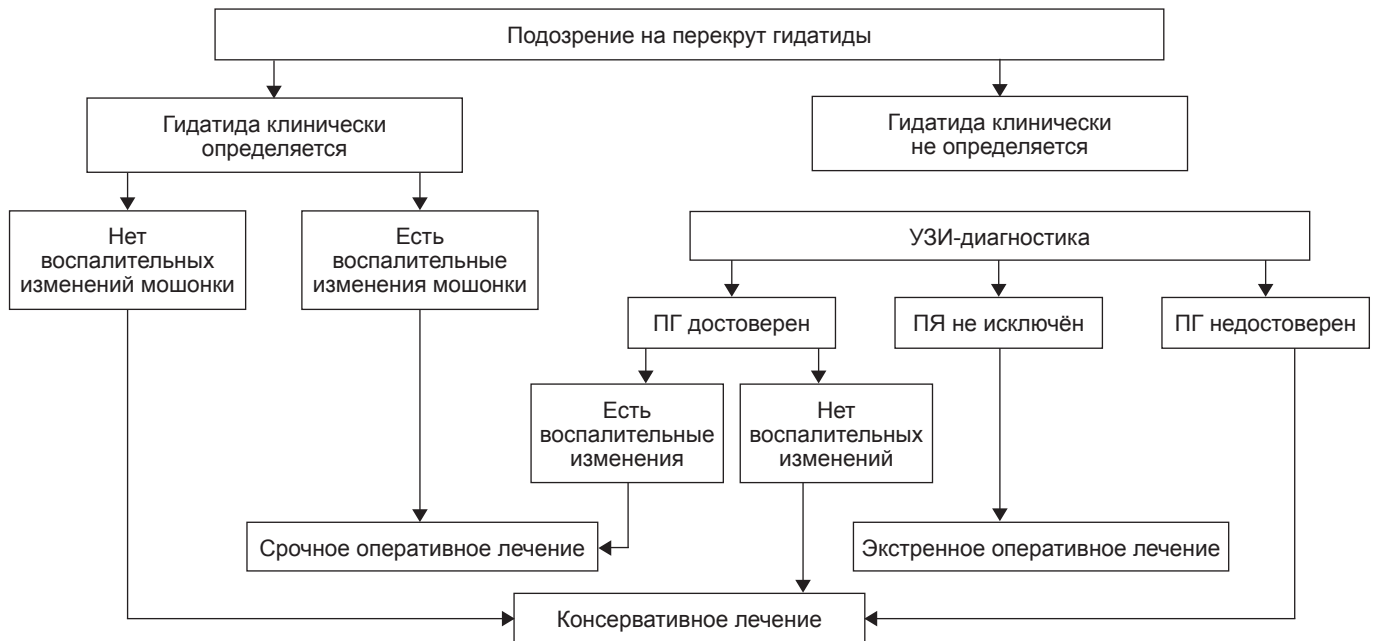 Подозрение на перекрут гидатиды
Гидатида клинически
определяется
Гидатида клинически
не определяется
Нет
воспалительных
изменений мошонки
Есть
воспалительные
изменения мошонки
УЗИ-диагностика
ПГ достоверен
ПЯ не исключён
ПГ недостоверен
Есть
воспалительные
изменения
Нет
воспалительных
изменений
Срочное оперативное лечение
Экстренное оперативное лечение
Консервативное лечение